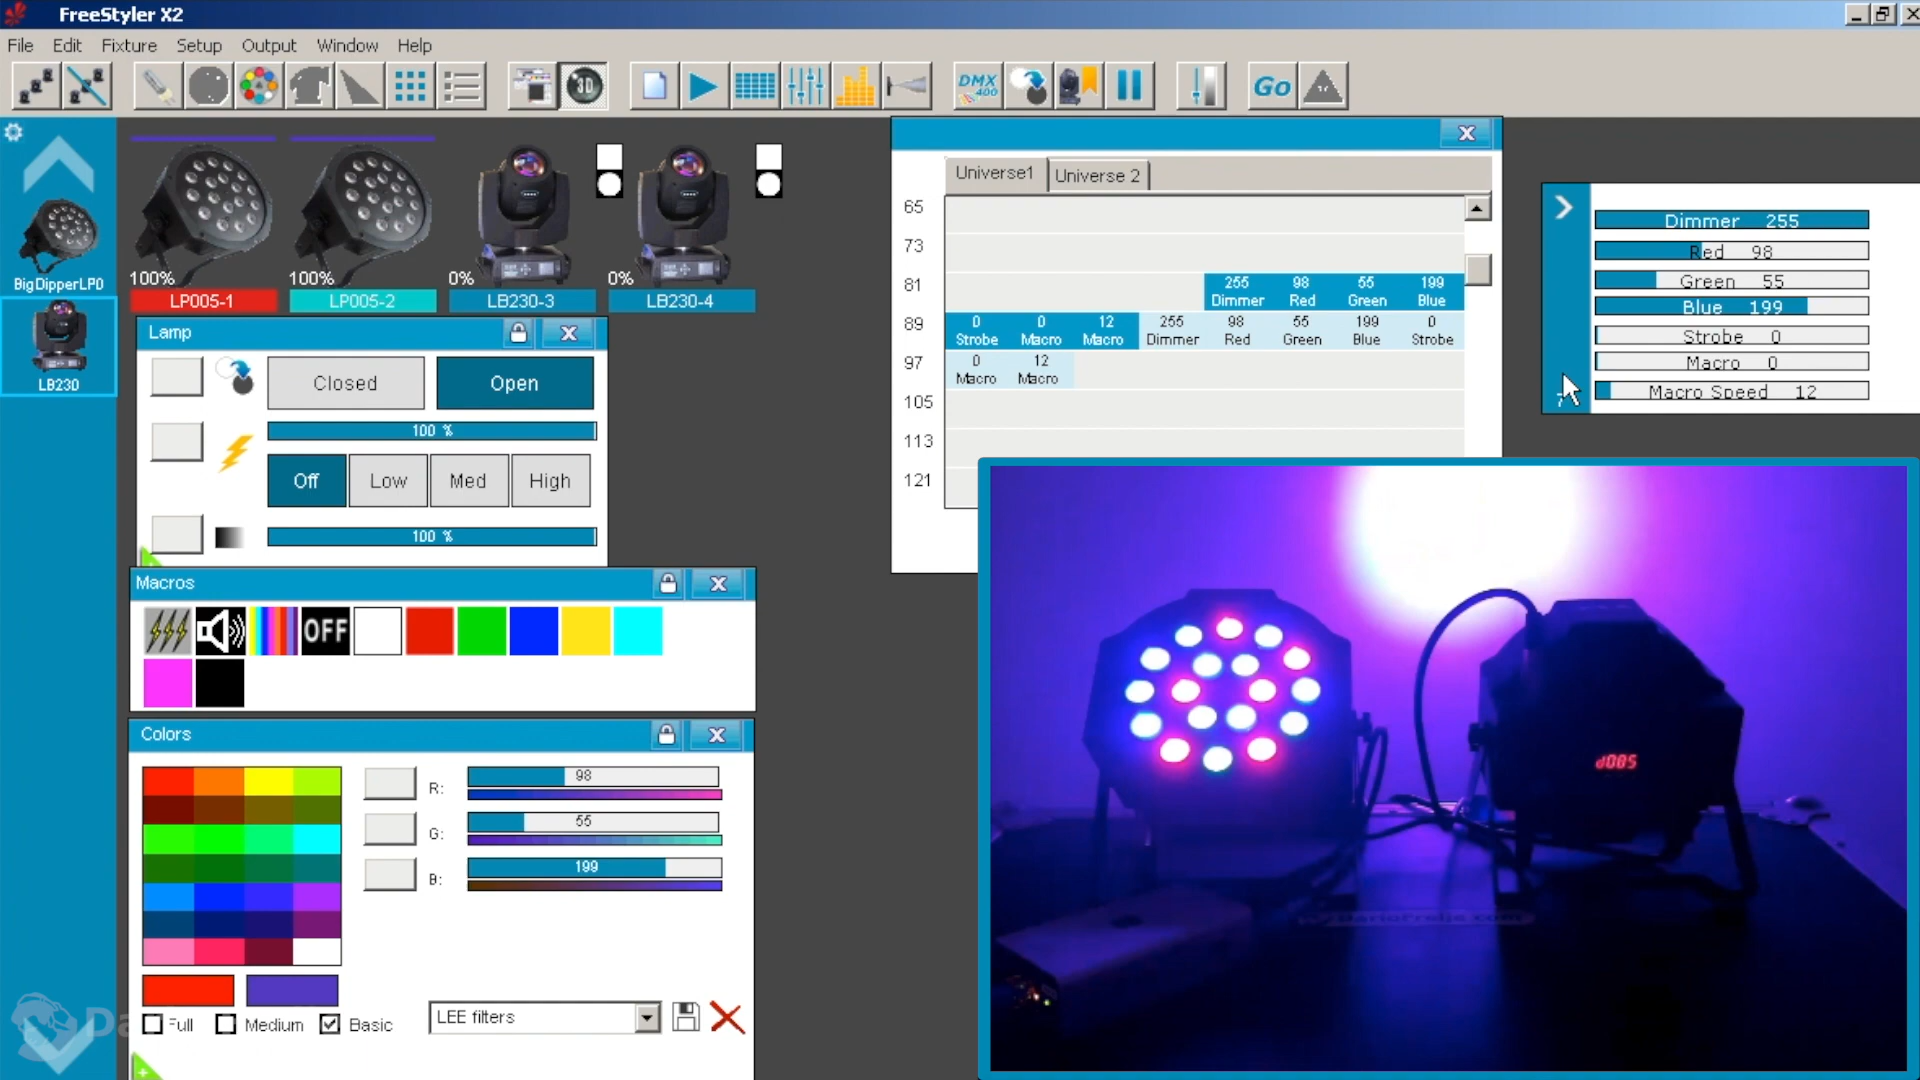 FreeStyler X2
File Edit Fixture Setup Output Window Help
3D
DMX
400
Go
BigDipperLP0
LB230
100%
100%
0%
0%
LP005-1
LP005-2
LB230-3
LB230-4
Lamp
X
Closed
Open
100 %
Off
Low
Med
High
100 %
Macros
X
OFF
Colors
X
R:
98
G:
55
B:
199
Full
Medium
Basic
LEE filters
X
Universe1
Universe 2
65
73
81
255 98 55 199
Dimmer Red Green Blue
89
0 0 12 255 98 55 199 0
Strobe Macro Macro Dimmer Red Green Blue Strobe
97
0 12
Macro Macro
105
113
121
Dimmer 255
Red 98
Green 55
Blue 199
Strobe 0
Macro 0
Macro Speed 12
d085